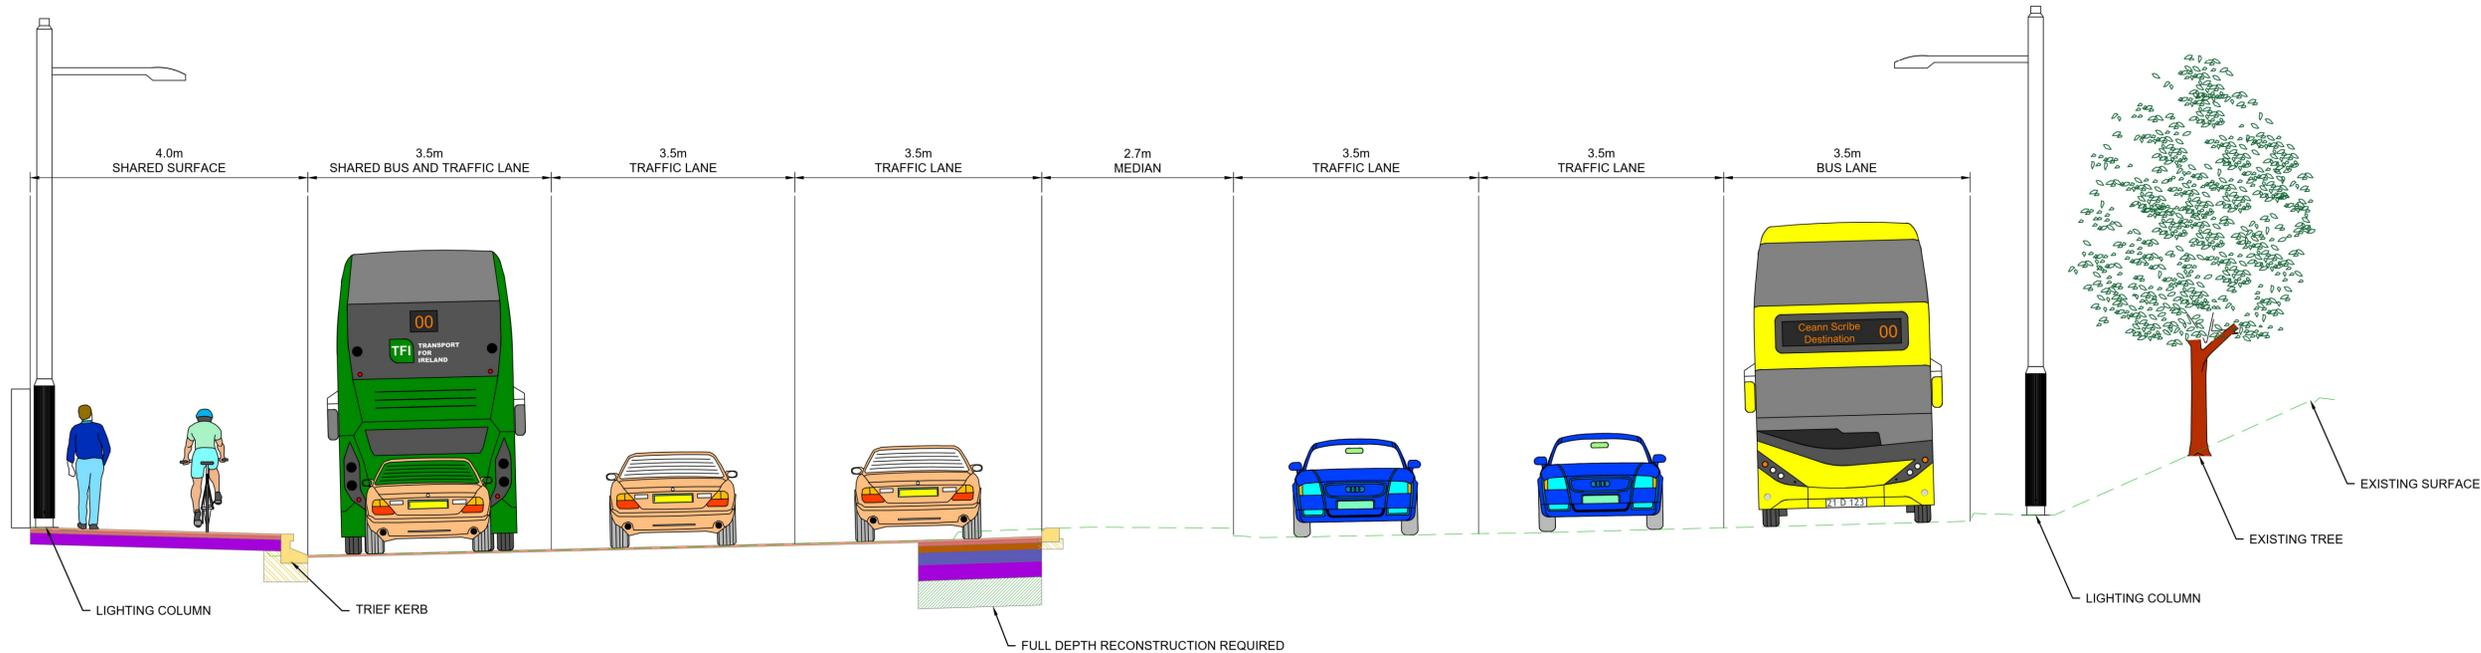 4.0m
SHARED SURFACE
3.5m
SHARED BUS AND TRAFFIC LANE
3.5m
TRAFFIC LANE
3.5m
TRAFFIC LANE
2.7m
MEDIAN
3.5m
TRAFFIC LANE
3.5m
TRAFFIC LANE
3.5m
BUS LANE
00
TFI
TRANSPORT
FOR
IRELAND
Ceann Scribe
Destination
00
21 D 123
EXISTING SURFACE
EXISTING TREE
LIGHTING COLUMN
TRIEF KERB
LIGHTING COLUMN
FULL DEPTH RECONSTRUCTION REQUIRED